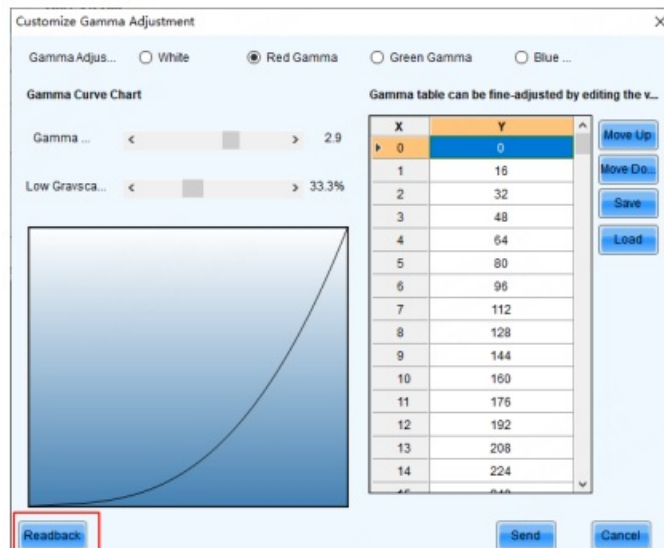 Customize Gamma Adjustment
Gamma Adjus... White Red Gamma Green Gamma Blue ...
Gamma Curve Chart
Gamma ... 2.9
Low Graysca... 33.3%
Readback
Gamma table can be fine-adjusted by editing the v...
X Y
0 0
1 16
2 32
3 48
4 64
5 80
6 96
7 112
8 128
9 144
10 160
11 176
12 192
13 208
14 224
Move Up
Move Do...
Save
Load
Send
Cancel